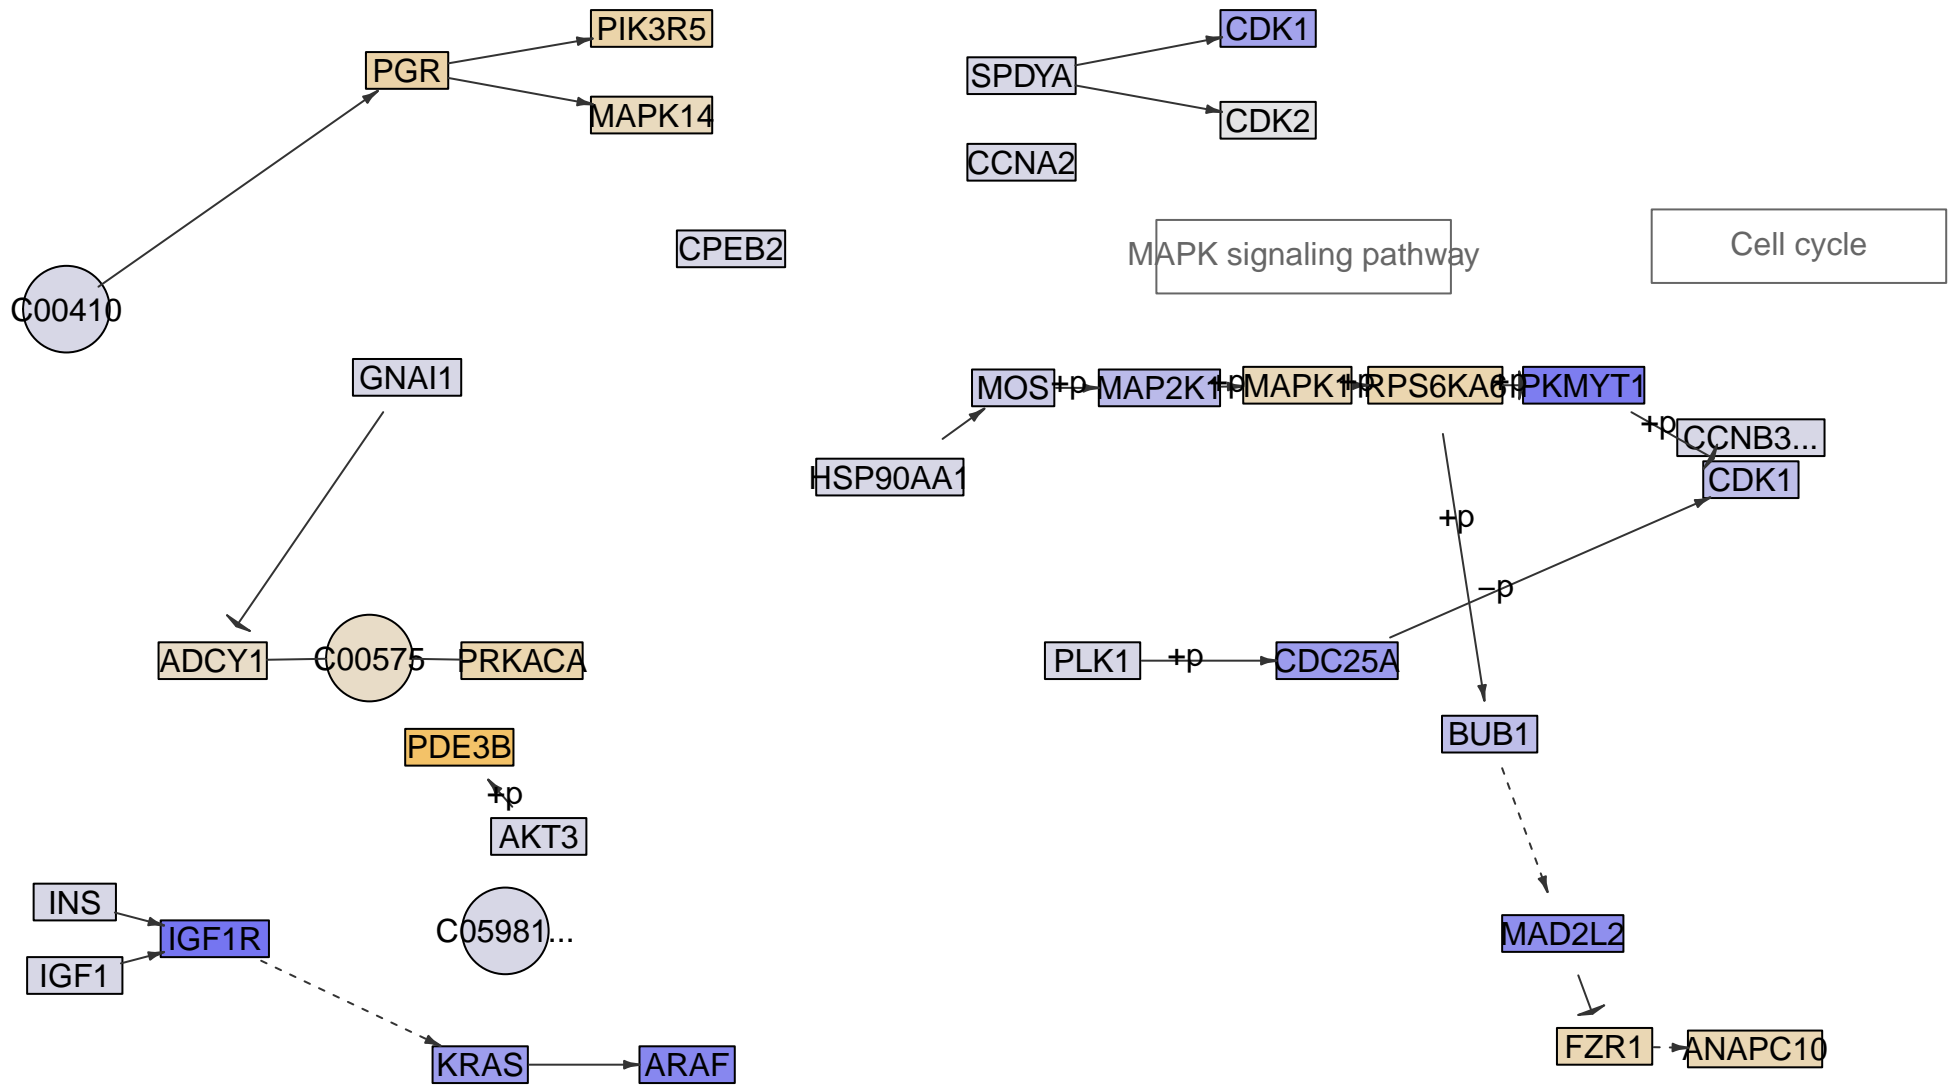 PIK3R5
CDK1
PGR
SPDYA
MAPK14
CDK2
CCNA2
CPEB2
MAPK signaling pathway
Cell cycle
C00410
GNAI1
MOS
+p
MAP2K1
+p
MAPK1
+p
RPS6KA6
+p
PKMYT1
+p
CCNB3...
HSP90AA1
CDK1
+p
−p
ADCY1
C00575
PRKACA
PLK1
+p
CDC25A
PDE3B
BUB1
+p
AKT3
INS
IGF1R
C05981...
MAD2L2
IGF1
FZR1
ANAPC10
KRAS
ARAF